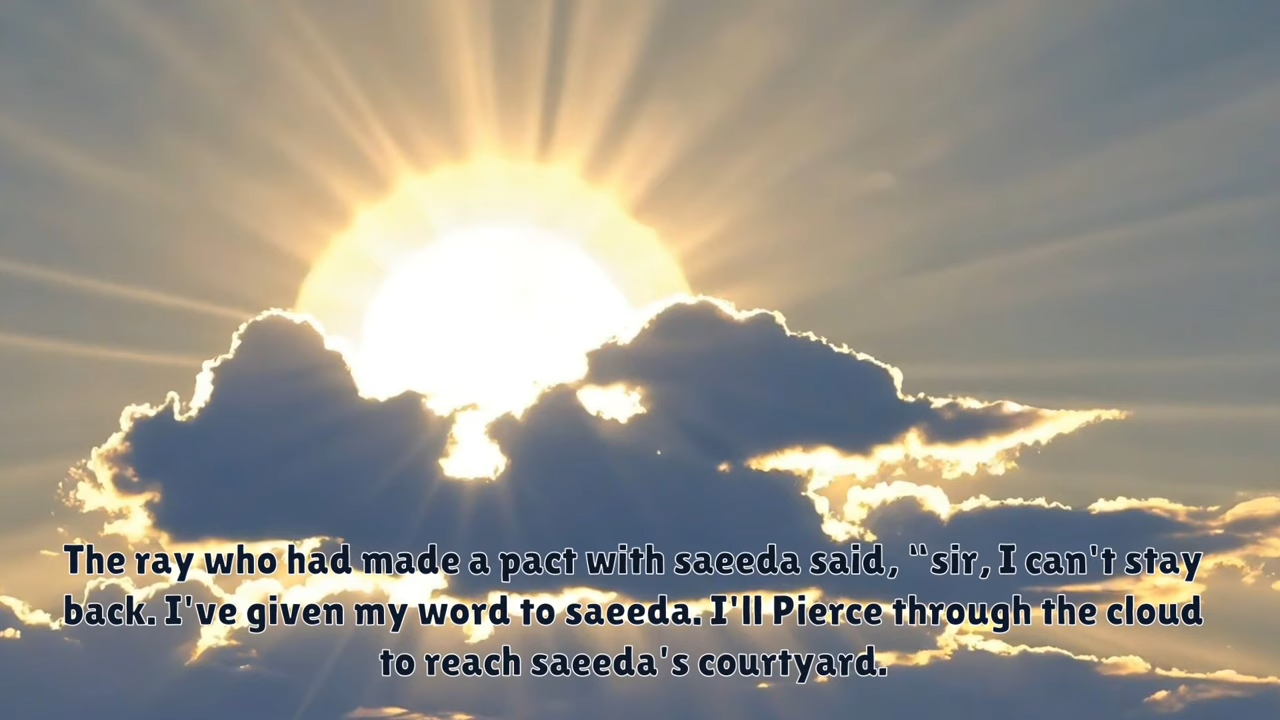 The ray who had made a pact with saeeda said, “sir, I can't stay
back. I've given my word to saeeda. I'll Pierce through the cloud
to reach saeeda's courtyard.